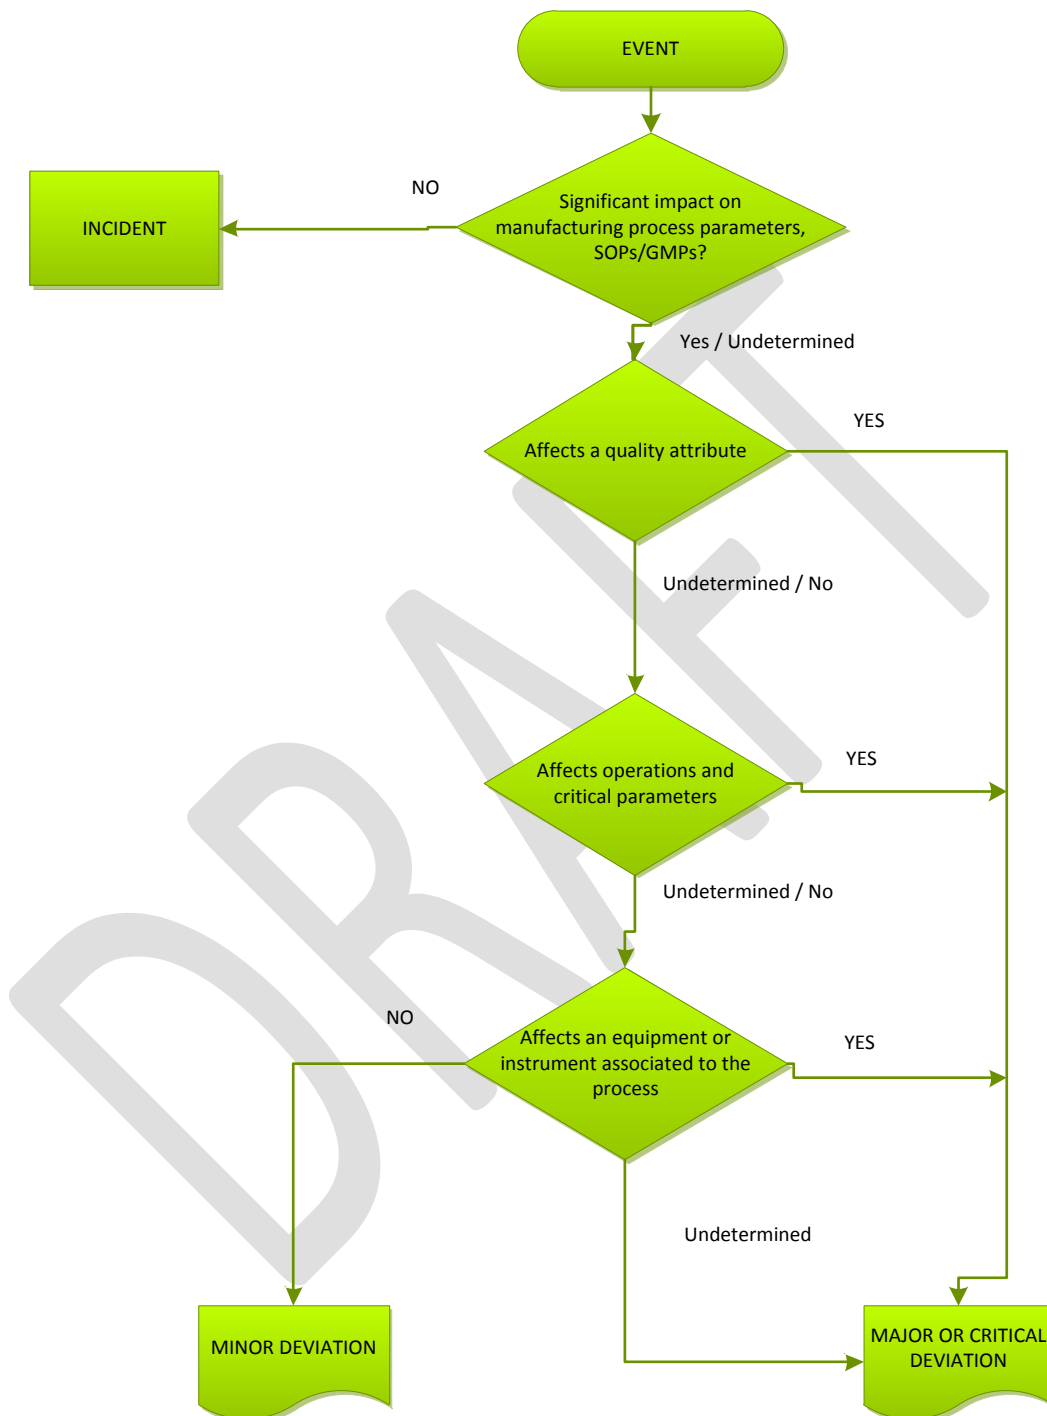 EVENT
NO
INCIDENT
Significant impact on
manufacturing process parameters,
SOPs/GMPs?
Yes / Undetermined
YES
Affects a quality attribute
Undetermined / No
YES
Affects operations and
critical parameters
Undetermined / No
NO
YES
Affects an equipment or
instrument associated to the
process
Undetermined
MINOR DEVIATION
MAJOR OR CRITICAL
DEVIATION
DRAFT